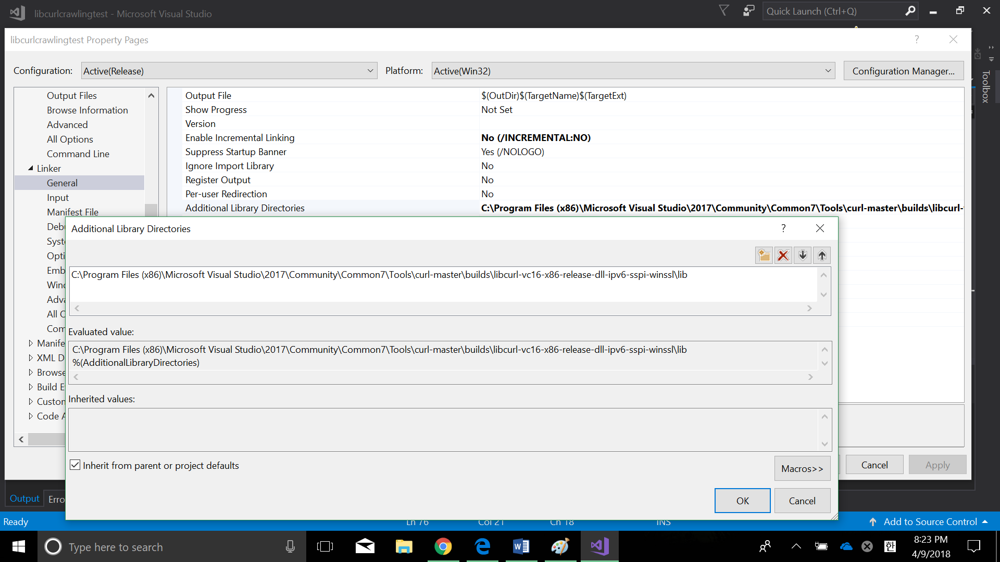 libcurlcrawlingtest - Microsoft Visual Studio
Quick Launch (Ctrl+Q)
libcurlcrawlingtest Property Pages
?
Configuration:
Active(Release)
Platform:
Active(Win32)
Configuration Manager...
Toolbox
Output Files
Browse Information
Advanced
All Options
Command Line
Linker
General
Input
Manifest File
Output File
$(OutDir)$(TargetName)$(TargetExt)
Show Progress
Not Set
Version
Enable Incremental Linking
No (/INCREMENTAL:NO)
Suppress Startup Banner
Yes (/NOLOGO)
Ignore Import Library
No
Register Output
No
Per-user Redirection
No
Additional Library Directories
C:\Program Files (x86)\Microsoft Visual Studio\2017\Community\Common7\Tools\curl-master\builds\libcurl-
Debu
Syste
Opti
Emb
Wind
Adva
All C
Com
Manife
XML D
Browse
Build E
Custon
Code A
Additional Library Directories
?
C:\Program Files (x86)\Microsoft Visual Studio\2017\Community\Common7\Tools\curl-master\builds\libcurl-vc16-x86-release-dll-ipv6-sspi-winssl\lib
Evaluated value:
C:\Program Files (x86)\Microsoft Visual Studio\2017\Community\Common7\Tools\curl-master\builds\libcurl-vc16-x86-release-dll-ipv6-sspi-winssl\lib
%(AdditionalLibraryDirectories)
Inherited values:
Inherit from parent or project defaults
Macros>>
OK
Cancel
Cancel
Apply
Output
Erro
Ready
Ln 76
Col 21
Ch 18
INS
Add to Source Control
Type here to search
한
8:23 PM
4/9/2018